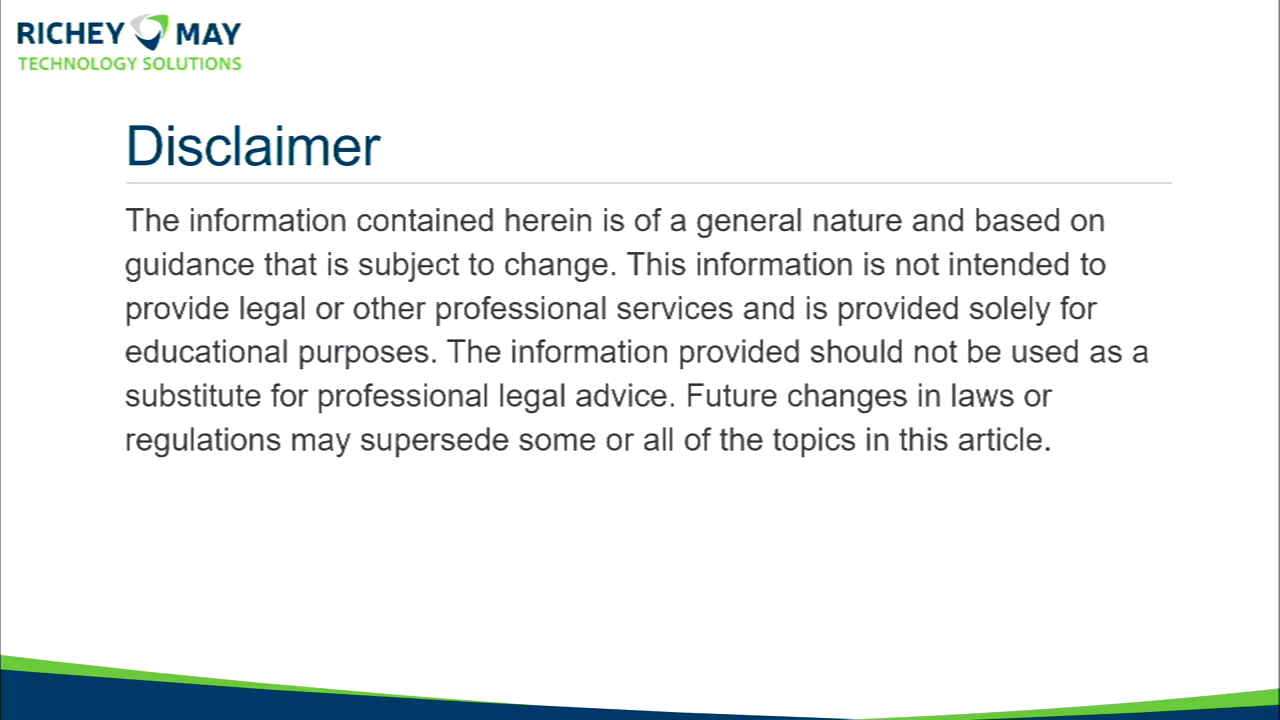 RICHEY MAY
TECHNOLOGY SOLUTIONS
Disclaimer
The information contained herein is of a general nature and based on
guidance that is subject to change. This information is not intended to
provide legal or other professional services and is provided solely for
educational purposes. The information provided should not be used as a
substitute for professional legal advice. Future changes in laws or
regulations may supersede some or all of the topics in this article.